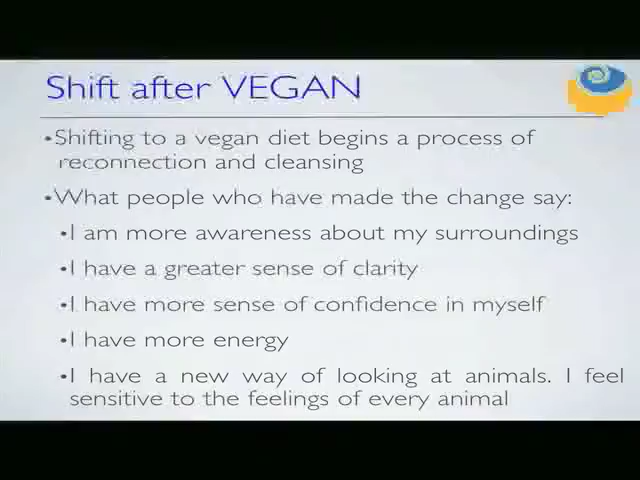 Shift after VEGAN
•Shifting to a vegan diet begins a process of
reconnection and cleansing
•What people who have made the change say:
•I am more awareness about my surroundings
•I have a greater sense of clarity
•I have more sense of confidence in myself
•I have more energy
•I have a new way of looking at animals. I feel
sensitive to the feelings of every animal